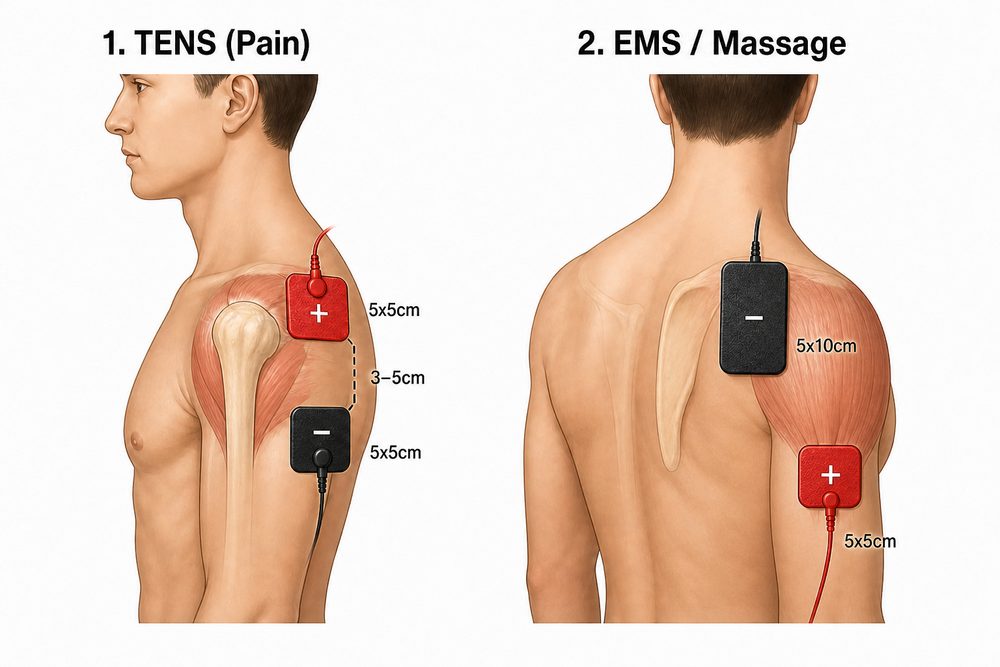 1. TENS (Pain)
2. EMS / Massage
+
5x5cm
3–5cm
−
5x5cm
−
5x10cm
+
5x5cm